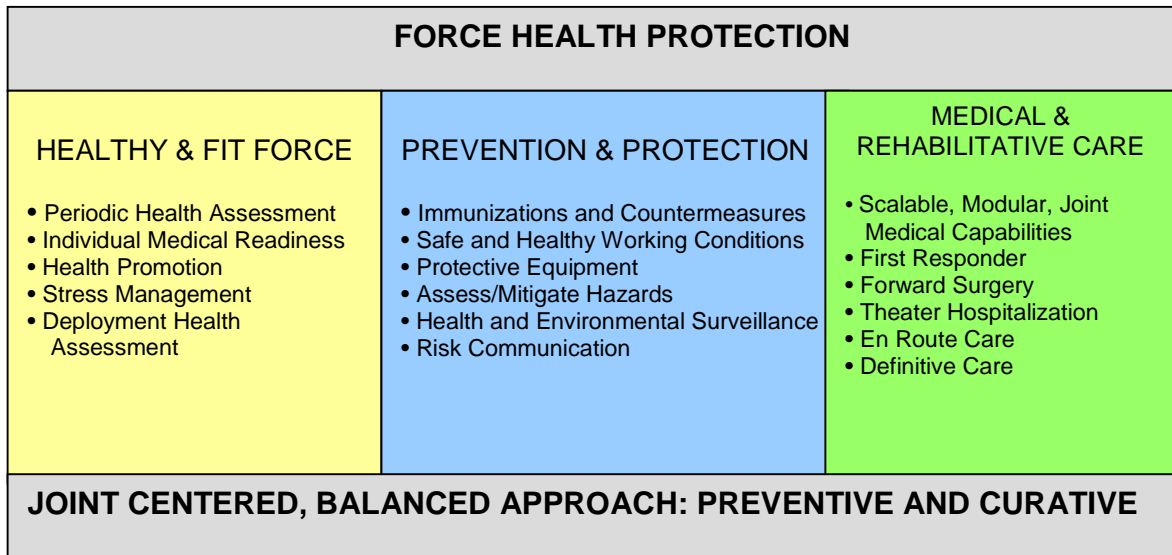 FORCE HEALTH PROTECTION
HEALTHY & FIT FORCE
• Periodic Health Assessment
• Individual Medical Readiness
• Health Promotion
• Stress Management
• Deployment Health
Assessment
PREVENTION & PROTECTION
• Immunizations and Countermeasures
• Safe and Healthy Working Conditions
• Protective Equipment
• Assess/Mitigate Hazards
• Health and Environmental Surveillance
• Risk Communication
MEDICAL &
REHABILITATIVE CARE
• Scalable, Modular, Joint
Medical Capabilities
• First Responder
• Forward Surgery
• Theater Hospitalization
• En Route Care
• Definitive Care
JOINT CENTERED, BALANCED APPROACH: PREVENTIVE AND CURATIVE